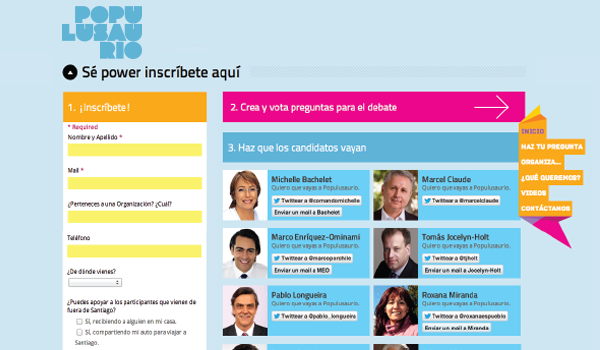 POPU
LUSAU
RIO
Sé power inscríbete aquí
1. ¡Inscríbete!
* Required
Nombre y Apellido *
Mail *
¿Perteneces a una Organización? ¿Cuál?
Teléfono
¿De dónde vienes?
¿Puedes apoyar a los participantes que vienen de
fuera de Santiago?
Sí, recibiendo a alguien en mi casa.
Sí, compartiendo mi auto para viajar a
Santiago.
2. Crea y vota preguntas para el debate
3. Haz que los candidatos vayan
Michelle Bachelet
Quiero que vayas a Populusaurio.
Twittear a @comandomichelle
Enviar un mail a Bachelet
Marcel Claude
Quiero que vayas a Populusaurio.
Twittear a @marcelclaude
Marco Enríquez-Ominami
Quiero que vayas a Populusaurio.
Twittear a @marcoporchile
Enviar un mail a MEO
Tomás Jocelyn-Holt
Quiero que vayas a Populusaurio.
Twittear a @tjholt
Enviar un mail a Jocelyn-Holt
Pablo Longueira
Quiero que vayas a Populusaurio.
Twittear a @pablo_longueira
Roxana Miranda
Quiero que vayas a Populusaurio.
Twittear a @roxanaespueblo
Enviar un mail a Miranda
INICIO
HAZ TU PREGUNTA
ORGANIZA...
¿QUÉ QUEREMOS?
VIDEOS
CONTÁCTANOS